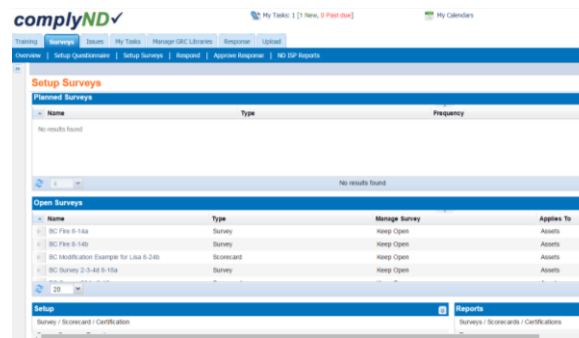 complyND✓
My Tasks: 1 [1 New, 0 Past due]
My Calendars
Training Surveys Issues My Tasks Manage GRC Libraries Response Upload
Overview | Setup Questionnaire | Setup Surveys | Respond | Approve Response | ND ISP Reports
Setup Surveys
Planned Surveys
Name Type Frequency
No results found
No results found
Open Surveys
Name Type Manage Survey Applies To
BC Fire 8-14a Survey Keep Open Assets
BC Fire 8-14b Survey Keep Open Assets
BC Modification Example for Lisa 8-24b Scorecard Keep Open Assets
BC Survey 2-3-4d 8-18a Survey Keep Open Assets
20
Setup Reports
Survey / Scorecard / Certification Surveys / Scorecards / Certifications